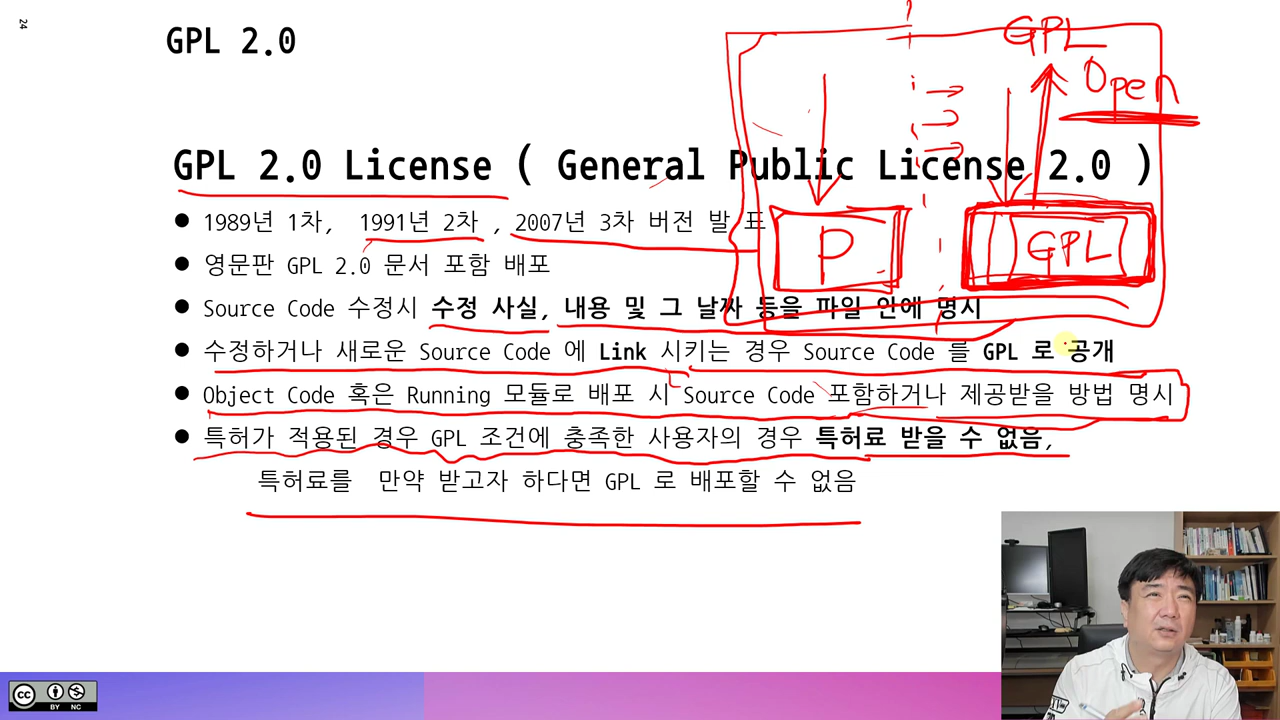 24
GPL 2.0
GPL
Open
GPL 2.0 License ( General Public License 2.0 )
● 1989년 1차, 1991년 2차 , 2007년 3차 버전 발 표
P
GPL
● 영문판 GPL 2.0 문서 포함 배포
● Source Code 수정시 수정 사실, 내용 및 그 날짜 등을 파일 안에 명시
● 수정하거나 새로운 Source Code 에 Link 시키는 경우 Source Code 를 GPL 로 공개
● Object Code 혹은 Running 모듈로 배포 시 Source Code 포함하거나 제공받을 방법 명시
● 특허가 적용된 경우 GPL 조건에 충족한 사용자의 경우 특허료 받을 수 없음,
특허료를 만약 받고자 하다면 GPL 로 배포할 수 없음
cc
BY NC